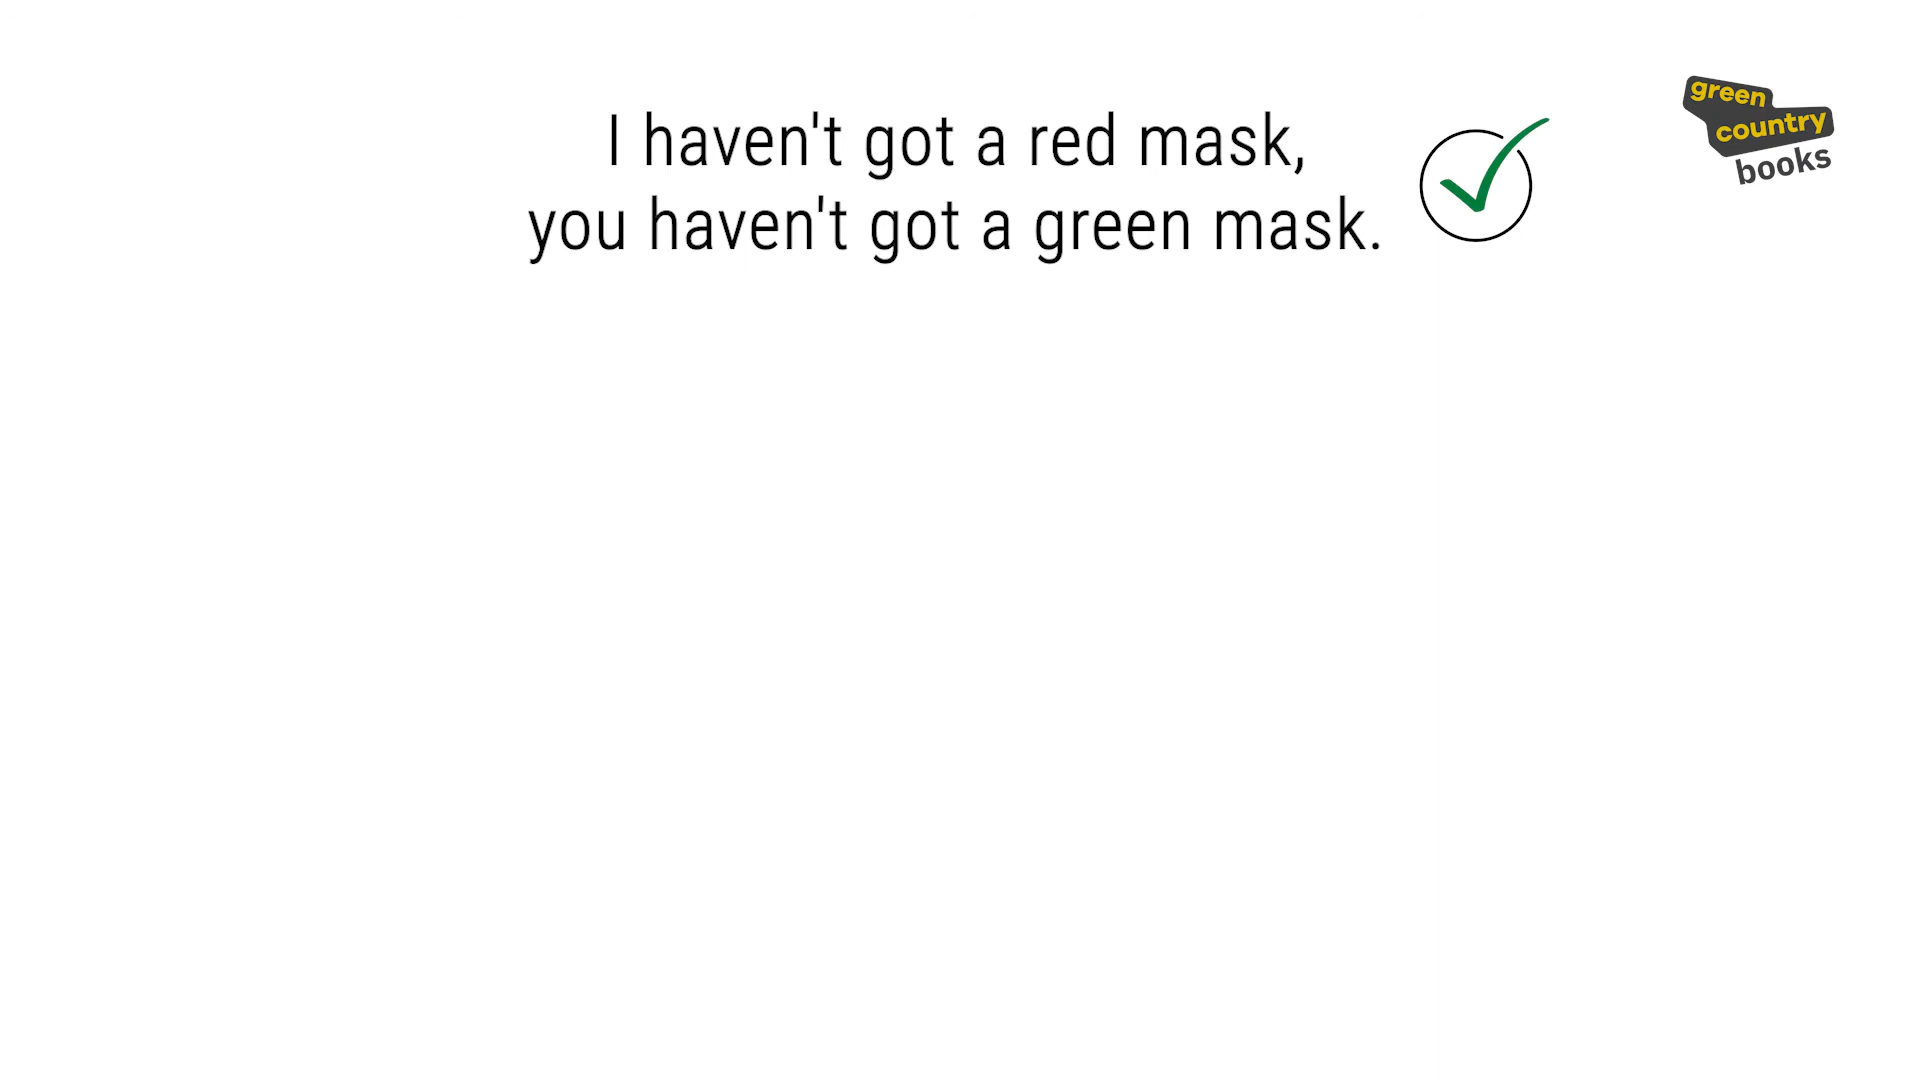 I haven't got a red mask,
you haven't got a green mask.
green
country
books